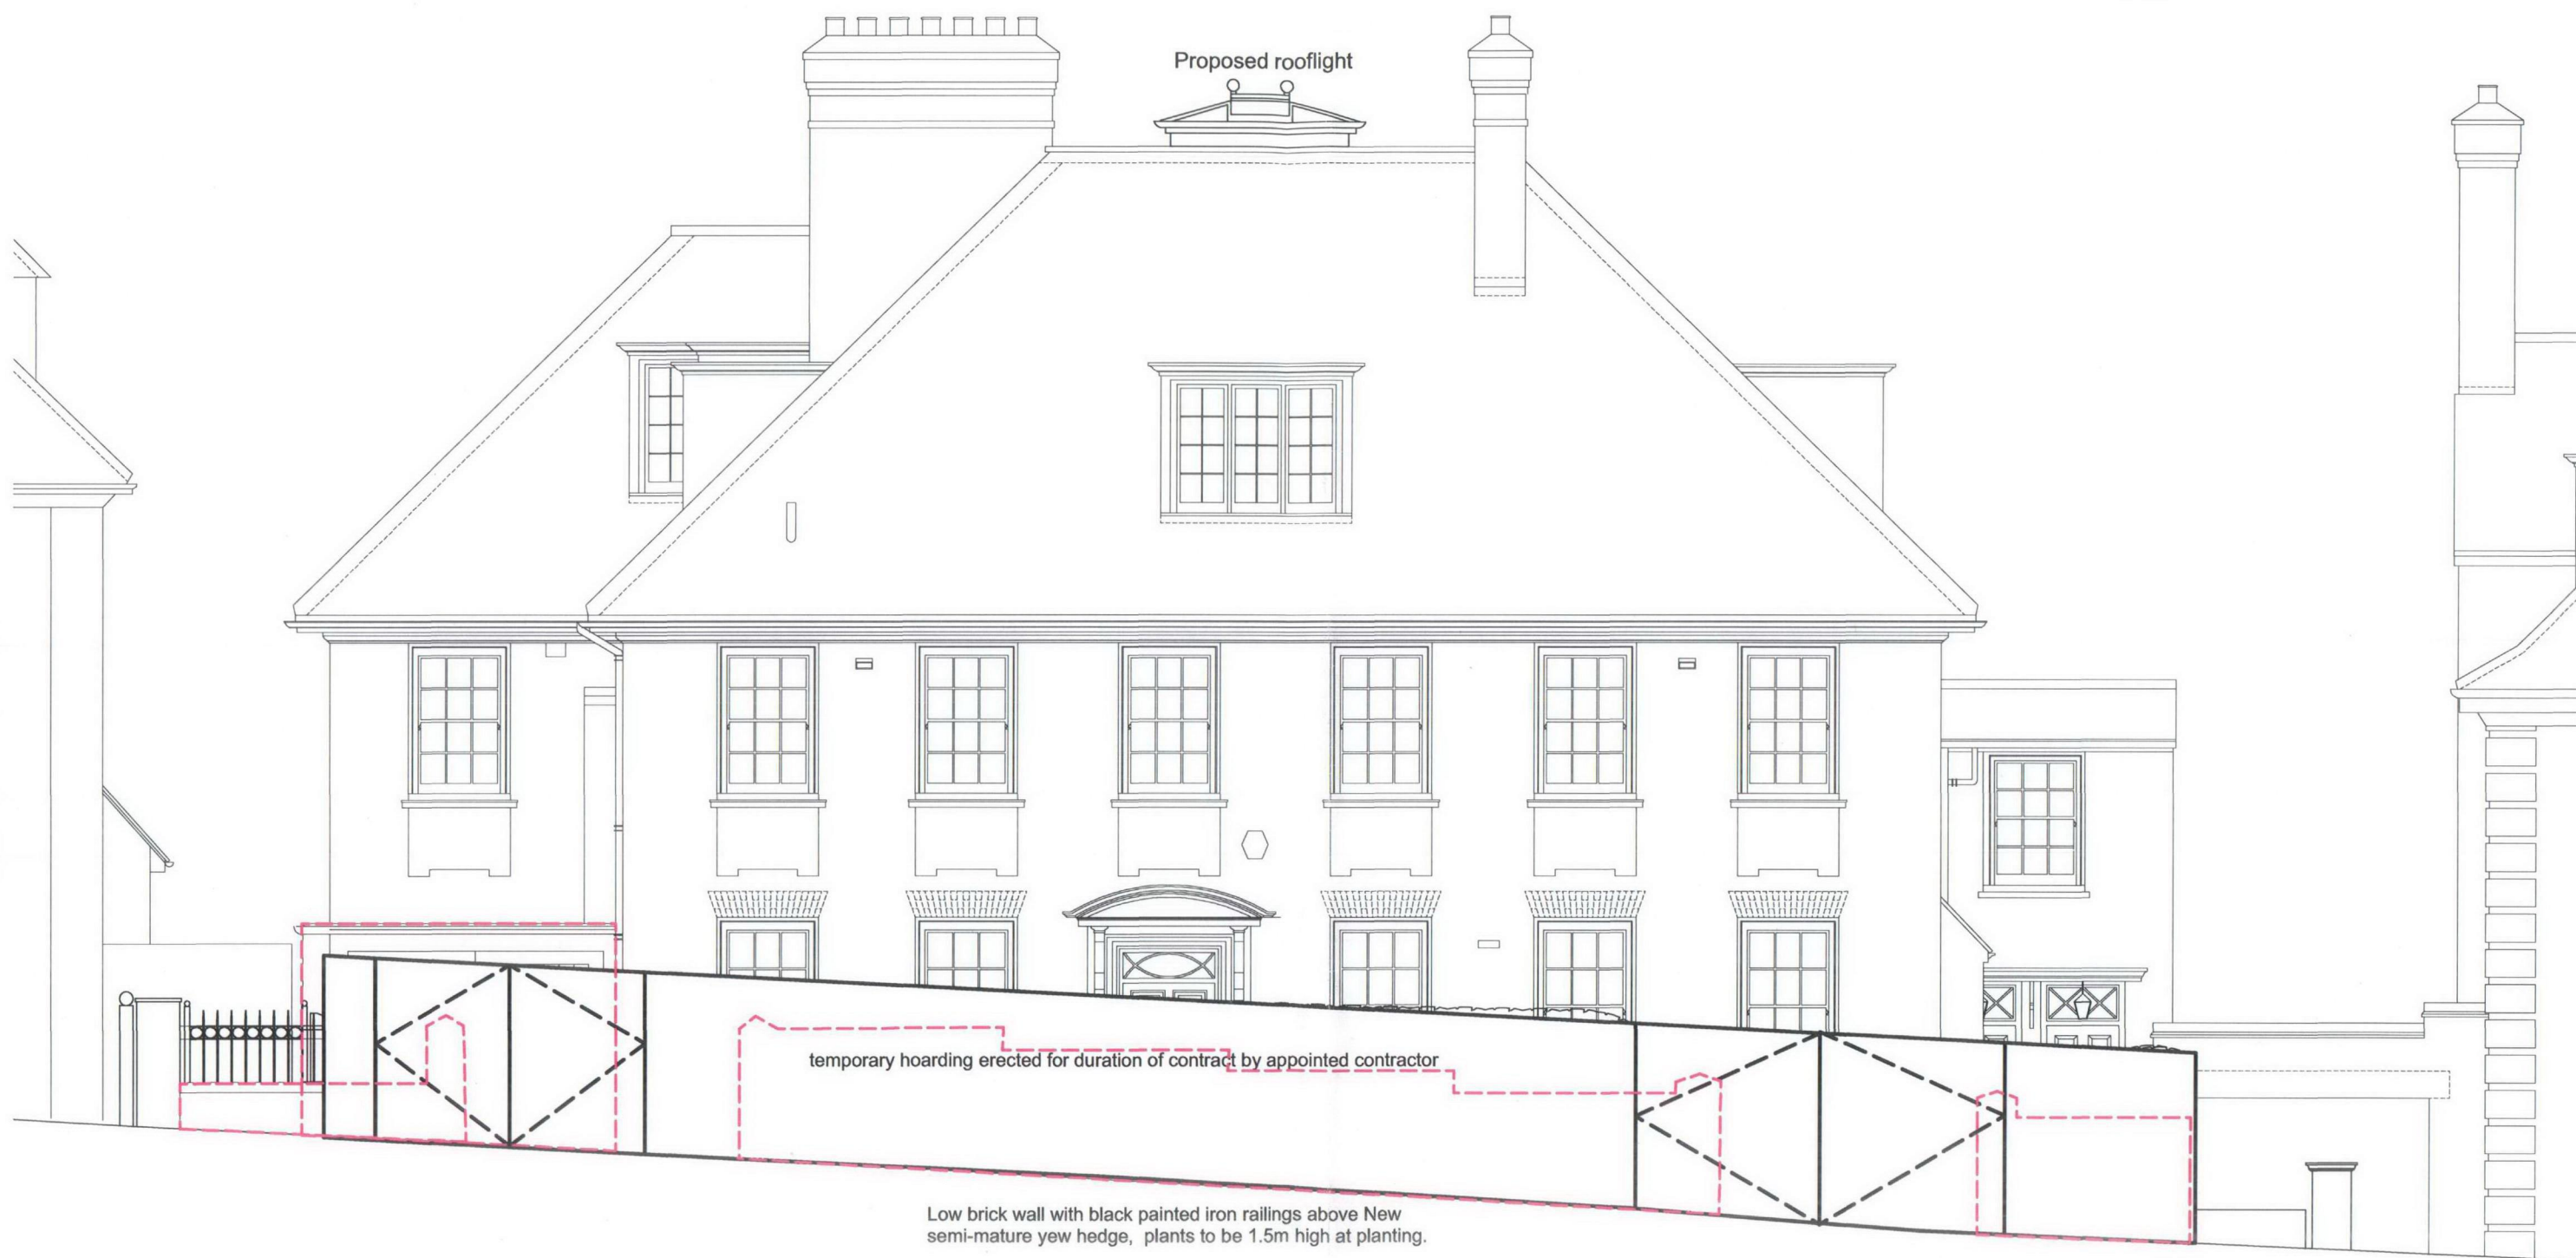 Proposed rooflight
temporary hoarding erected for duration of contract by appointed contractor
Low brick wall with black painted iron railings above New
semi-mature yew hedge, plants to be 1.5m high at planting.